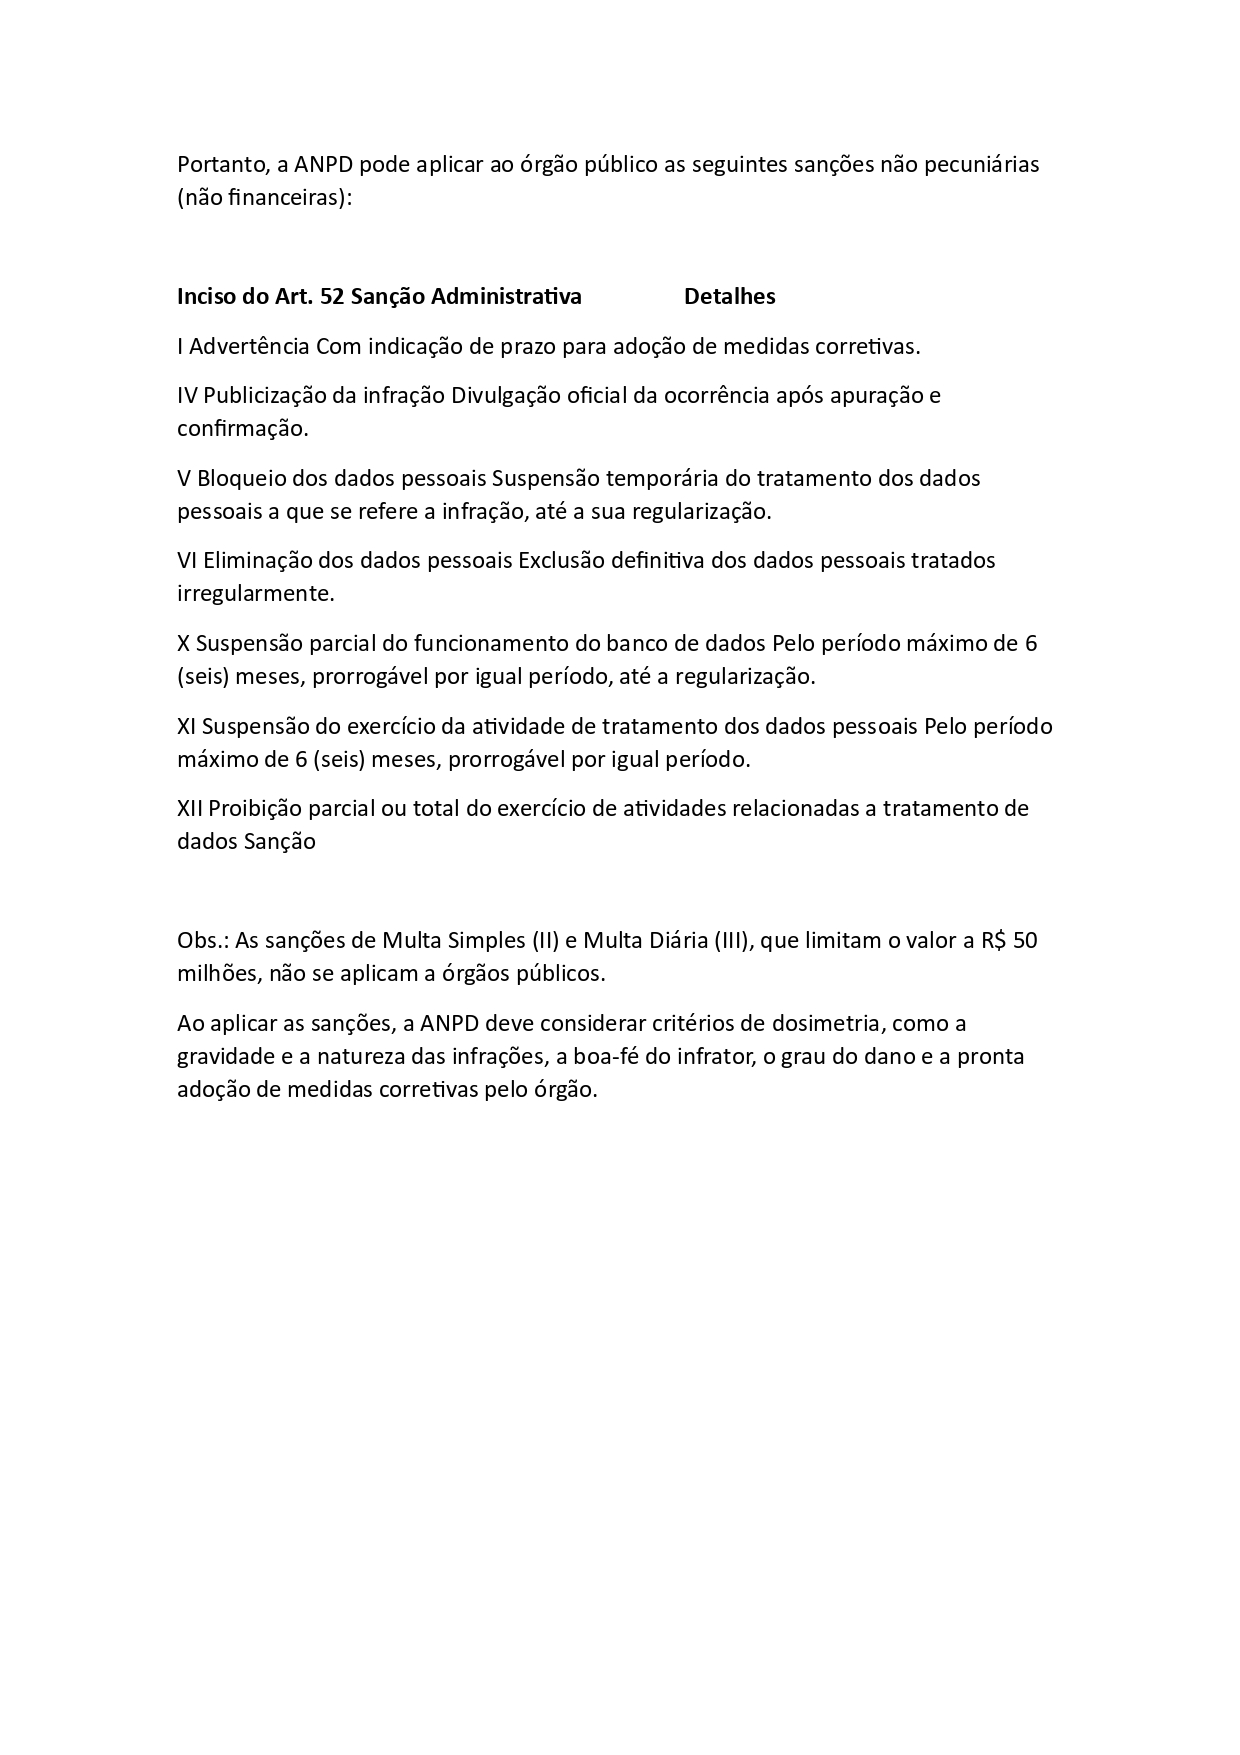 Portanto, a ANPD pode aplicar ao órgão público as seguintes sanções não pecuniárias
(não financeiras):
Inciso do Art. 52 Sanção Administrativa Detalhes
I Advertência Com indicação de prazo para adoção de medidas corretivas.
IV Publicização da infração Divulgação oficial da ocorrência após apuração e
confirmação.
V Bloqueio dos dados pessoais Suspensão temporária do tratamento dos dados
pessoais a que se refere a infração, até a sua regularização.
VI Eliminação dos dados pessoais Exclusão definitiva dos dados pessoais tratados
irregularmente.
X Suspensão parcial do funcionamento do banco de dados Pelo período máximo de 6
(seis) meses, prorrogável por igual período, até a regularização.
XI Suspensão do exercício da atividade de tratamento dos dados pessoais Pelo período
máximo de 6 (seis) meses, prorrogável por igual período.
XII Proibição parcial ou total do exercício de atividades relacionadas a tratamento de
dados Sanção
Obs.: As sanções de Multa Simples (II) e Multa Diária (III), que limitam o valor a R$ 50
milhões, não se aplicam a órgãos públicos.
Ao aplicar as sanções, a ANPD deve considerar critérios de dosimetria, como a
gravidade e a natureza das infrações, a boa-fé do infrator, o grau do dano e a pronta
adoção de medidas corretivas pelo órgão.